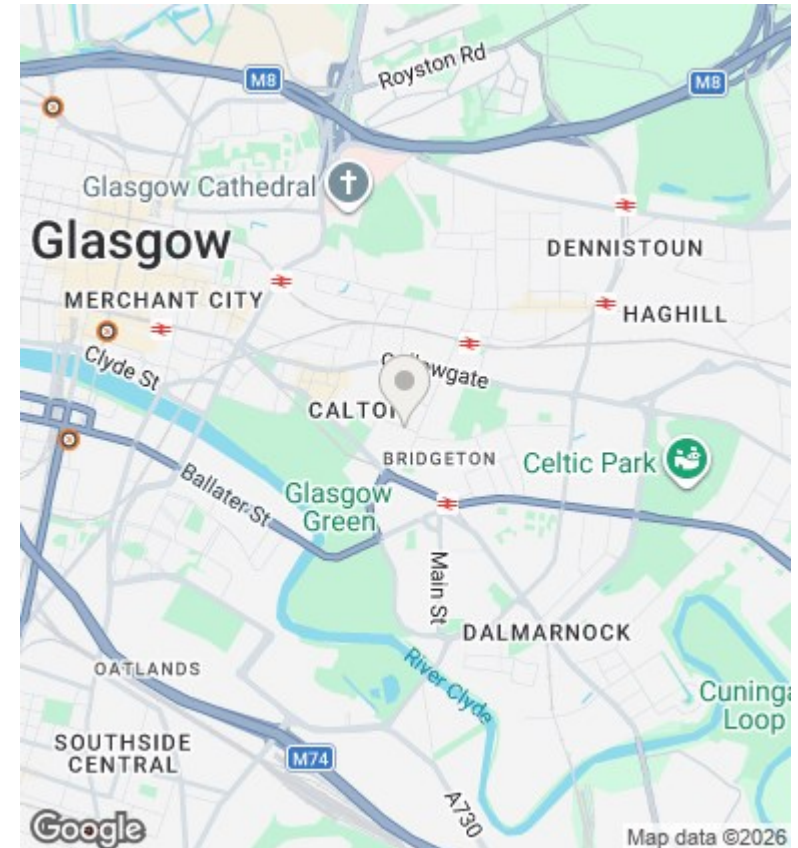 Royston Rd
M8
M8
Glasgow Cathedral
Glasgow
DENNISTOUN
MERCHANT CITY
HAGHILL
Clyde St
CALTON
BRIDGETON
Celtic Park
Ballater St
Glasgow
Green
Main St
DALMARNOCK
OATLANDS
River Clyde
Loop
SOUTHSIDE
CENTRAL
M74
A730
Google
Map data ©2026